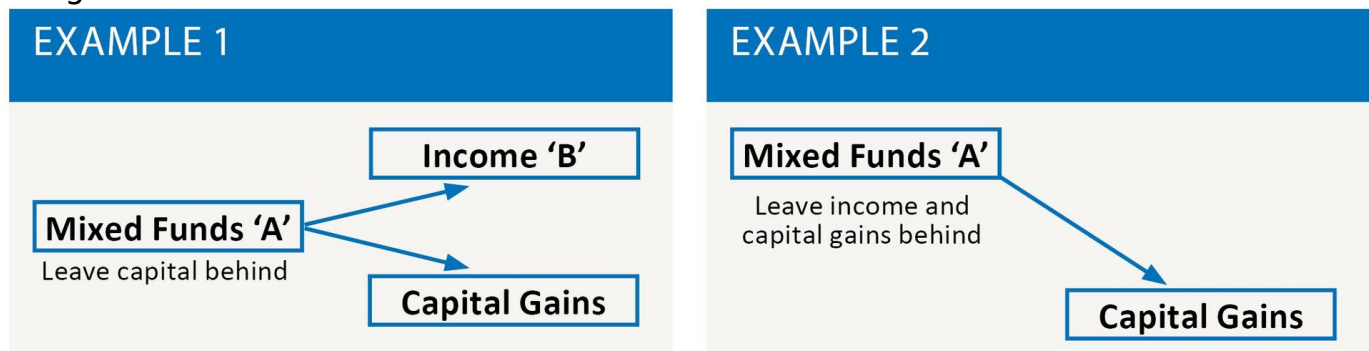 EXAMPLE 1
Income ‘B’
Mixed Funds ‘A’
Leave capital behind
Capital Gains
EXAMPLE 2
Mixed Funds ‘A’
Leave income and
capital gains behind
Capital Gains